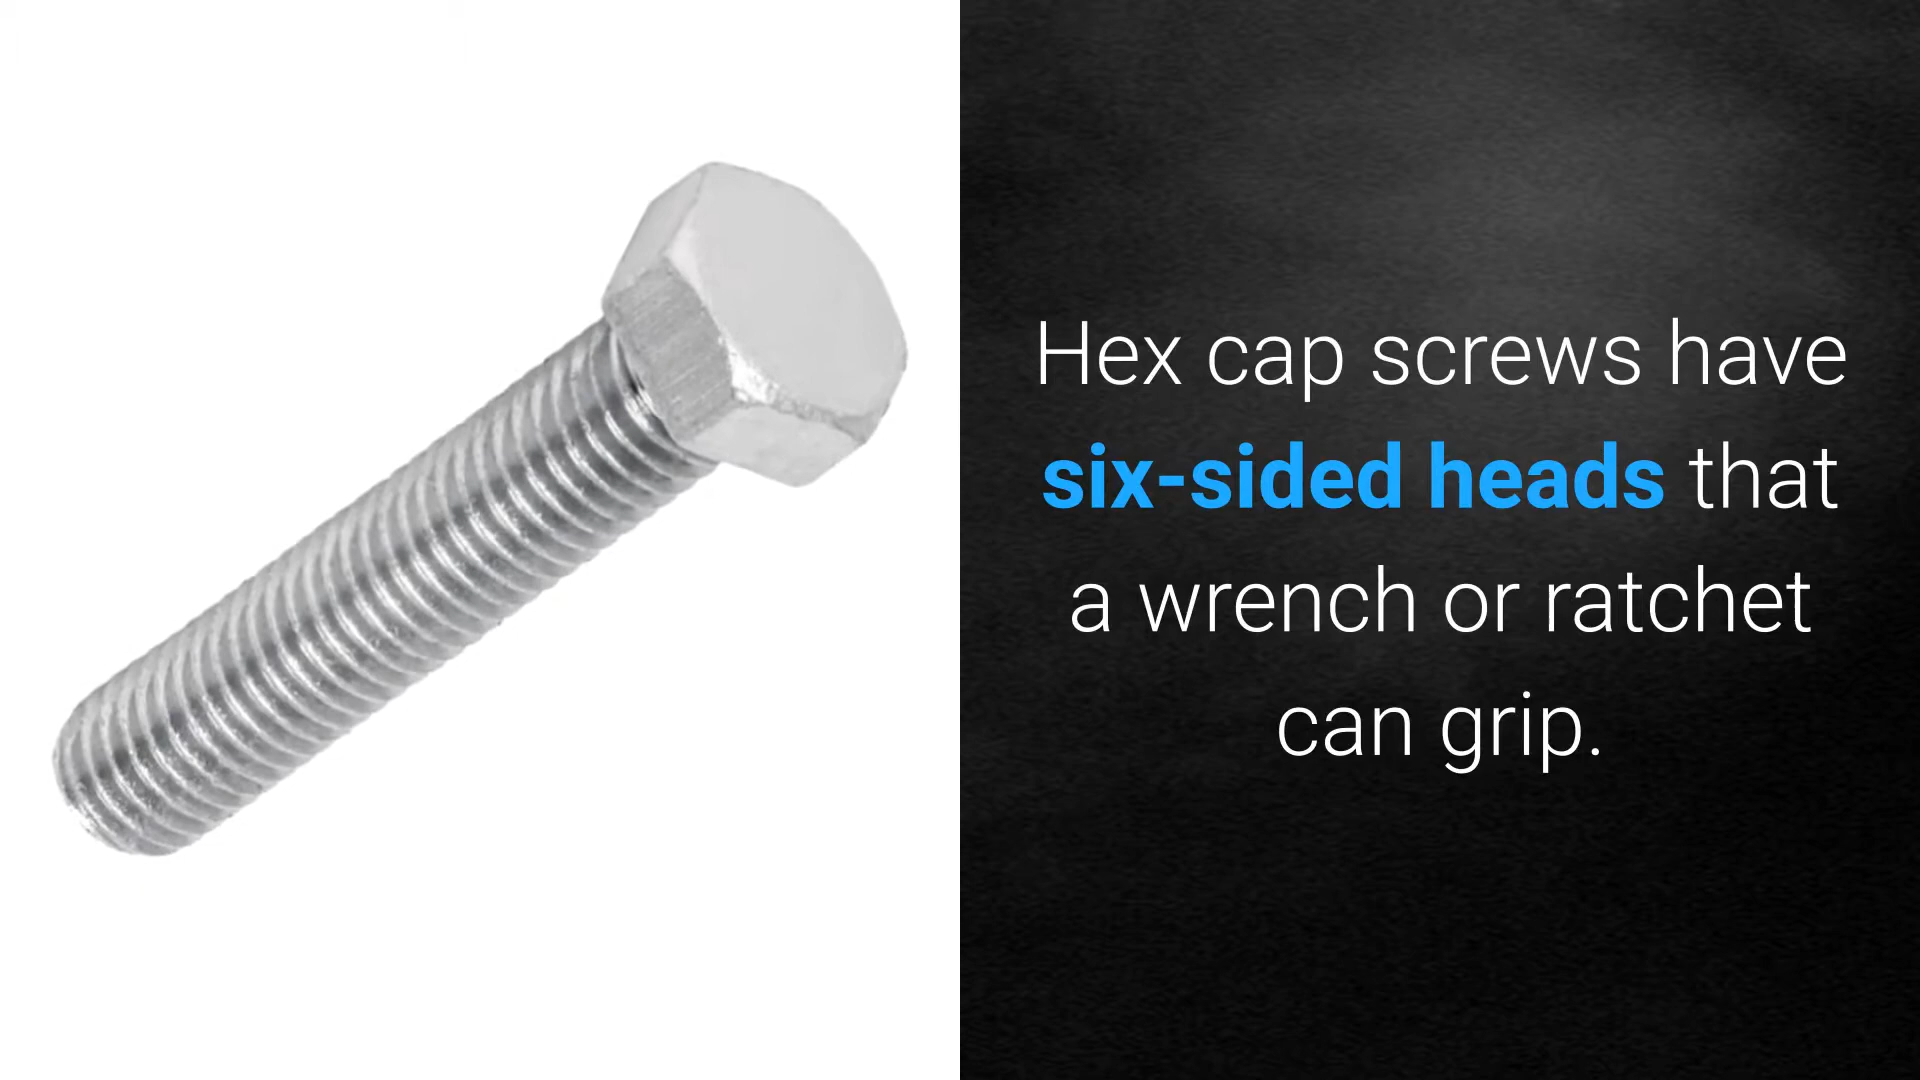 Hex cap screws have
six-sided heads that
a wrench or ratchet
can grip.